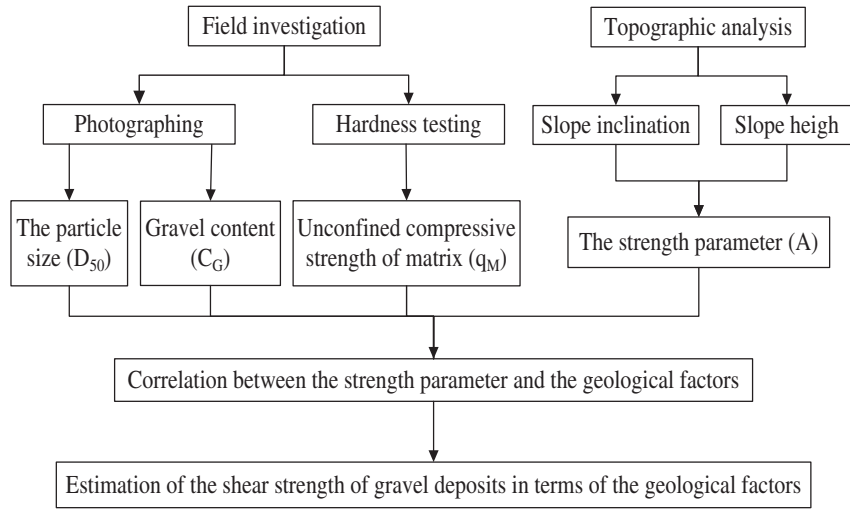 Field investigation
Topographic analysis
Photographing
Hardness testing
Slope inclination
Slope heigh
The particle
size (D50)
Gravel content
(CG)
Unconfined compressive
strength of matrix (qM)
The strength parameter (A)
Correlation between the strength parameter and the geological factors
Estimation of the shear strength of gravel deposits in terms of the geological factors